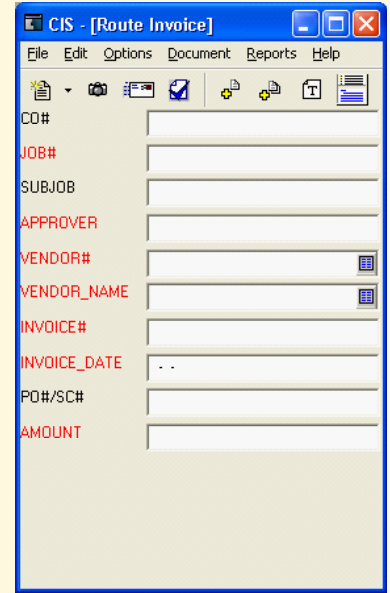 CIS - [Route Invoice]
File Edit Options Document Reports Help
T
CO#
JOB#
SUBJOB
APPROVER
VENDOR#
VENDOR_NAME
INVOICE#
INVOICE_DATE - -
PO#/SC#
AMOUNT